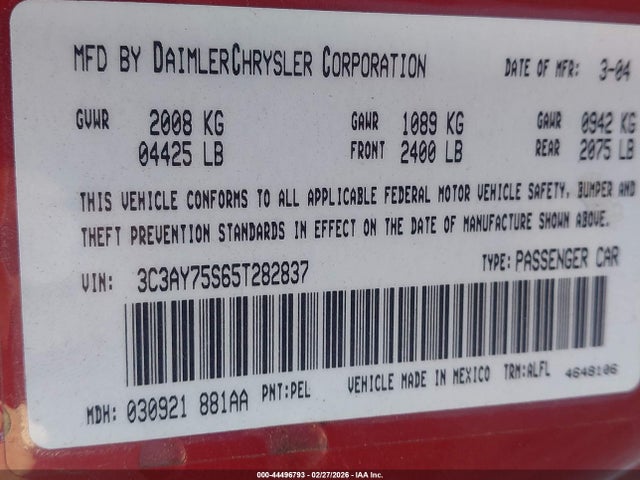 MFD BY DAIMLERCHRYSLER CORPORATION DATE OF MFR: 3-04
GVWR 2008 KG GAWR 1089 KG GAWR 0942 KG
04425 LB FRONT 2400 LB REAR 2075 LB
THIS VEHICLE CONFORMS TO ALL APPLICABLE FEDERAL MOTOR VEHICLE SAFETY, BUMPER AND
THEFT PREVENTION STANDARDS IN EFFECT ON THE DATE OF MANUFACTURE SHOWN ABOVE.
VIN: 3C3AY75S65T282837 TYPE: PASSENGER CAR
MDH: 030921 881AA PNT:PEL VEHICLE MADE IN MEXICO TRM:ALFL 4648106
000-44496793 - 02/27/2026 - IAA Inc.